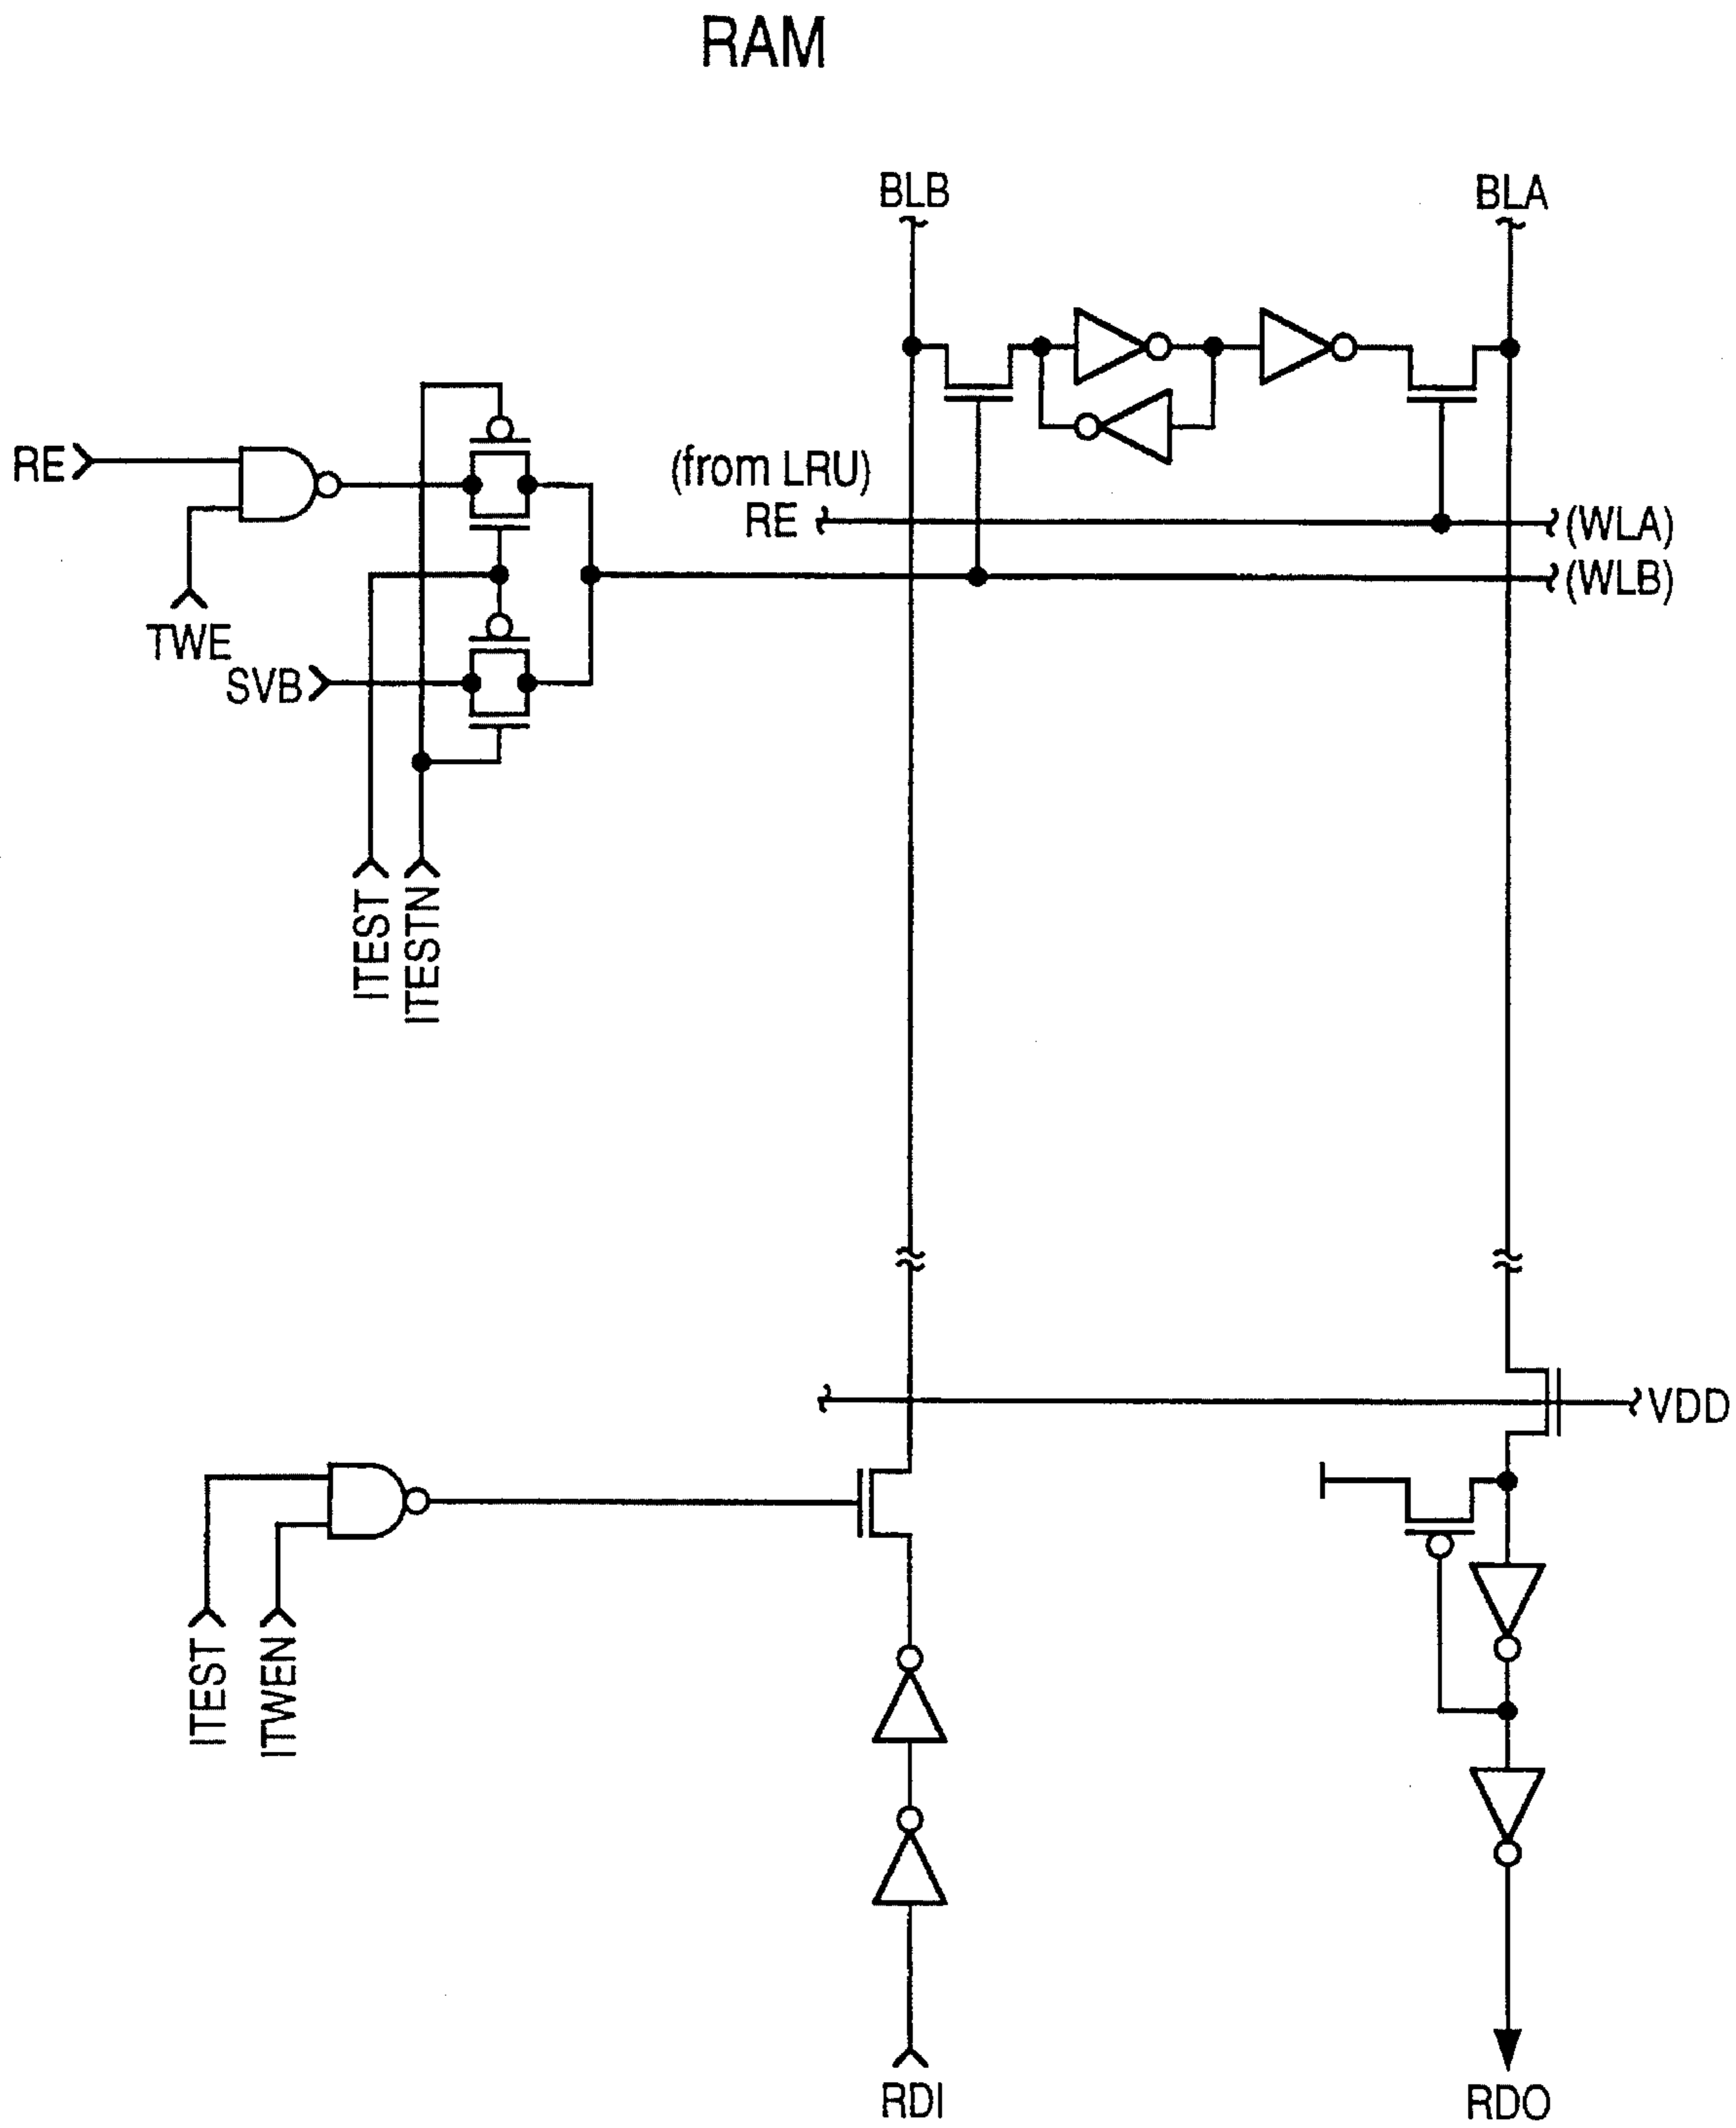 RAM
BLB
BLA
RE
(from LRU)
RE
(WLA)
(WLB)
TWE
SVB
ITEST
ITESTN
VDD
ITEST
ITWEN
RDI
RDO